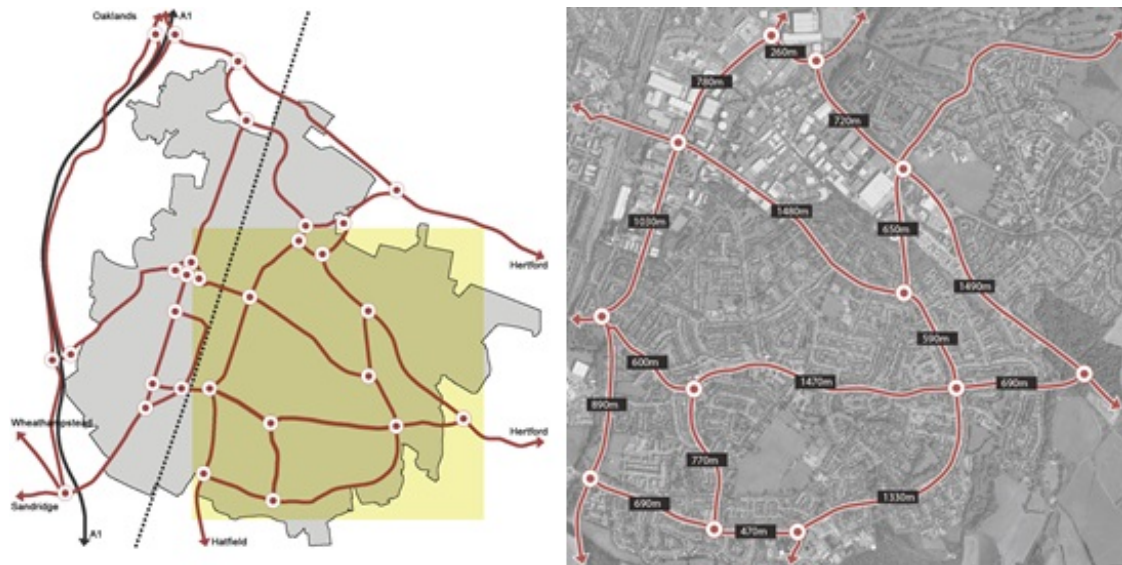 Oaklands
A1
Hertford
Hertford
Wheathampstead
Sandridge
A1
Hatfield
260m
780m
720m
1480m
1030m
650m
1490m
590m
600m
1470m
690m
890m
770m
1330m
690m
470m